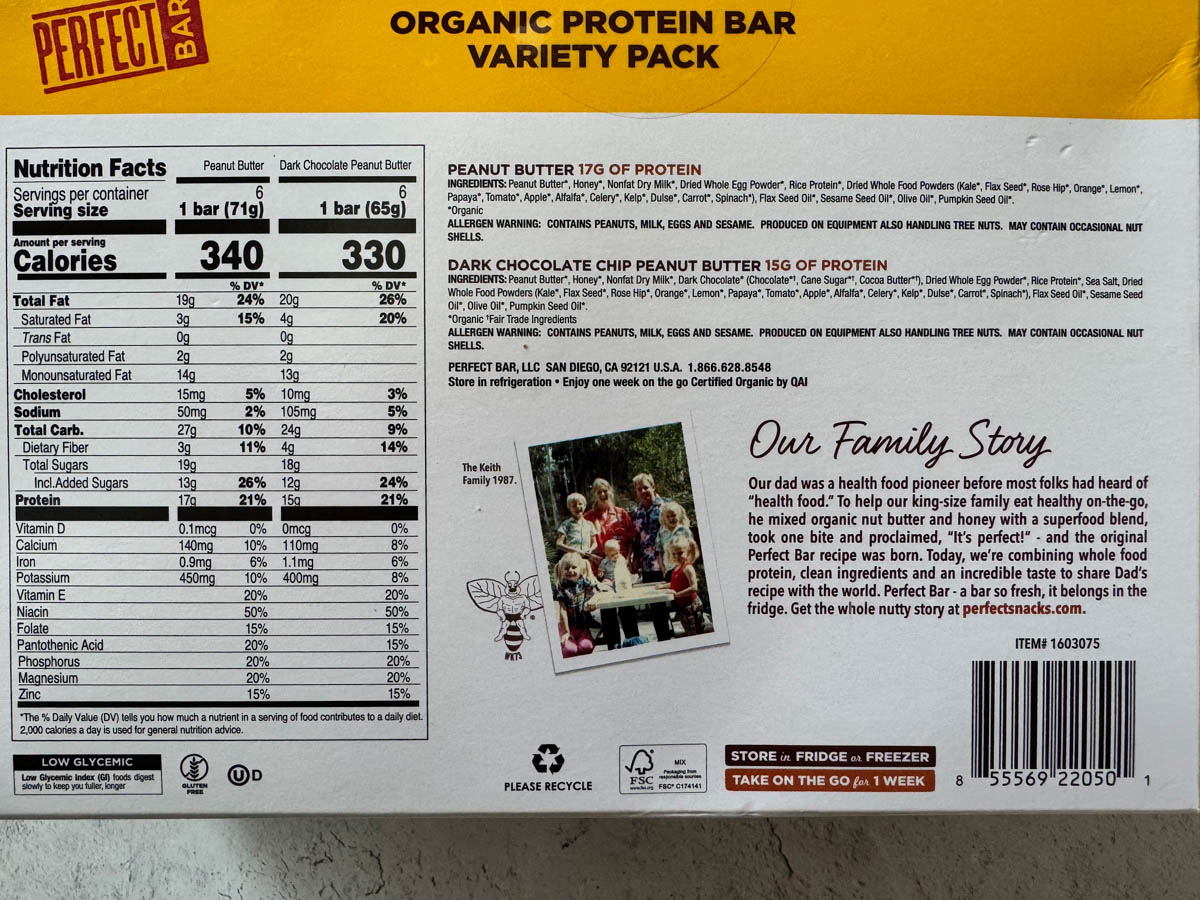 PERFECT BAR
ORGANIC PROTEIN BAR
VARIETY PACK
Nutrition Facts Peanut Butter Dark Chocolate Peanut Butter
Servings per container 6 6
Serving size 1 bar (71g) 1 bar (65g)
Amount per serving
Calories 340 330
% DV* % DV*
Total Fat 19g 24% 20g 26%
Saturated Fat 3g 15% 4g 20%
Trans Fat 0g 0g
Polyunsaturated Fat 2g 2g
Monounsaturated Fat 14g 13g
Cholesterol 15mg 5% 10mg 3%
Sodium 50mg 2% 105mg 5%
Total Carb. 27g 10% 24g 9%
Dietary Fiber 3g 11% 4g 14%
Total Sugars 19g 18g
Incl.Added Sugars 13g 26% 12g 24%
Protein 17g 21% 15g 21%
Vitamin D 0.1mcg 0% 0mcg 0%
Calcium 140mg 10% 110mg 8%
Iron 0.9mg 6% 1.1mg 6%
Potassium 450mg 10% 400mg 8%
Vitamin E 20% 20%
Niacin 50% 50%
Folate 15% 15%
Pantothenic Acid 20% 15%
Phosphorus 20% 20%
Magnesium 20% 20%
Zinc 15% 15%
*The % Daily Value (DV) tells you how much a nutrient in a serving of food contributes to a daily diet.
2,000 calories a day is used for general nutrition advice.
LOW GLYCEMIC
Low Glycemic Index (GI) foods digest
slowly to keep you fuller, longer
GLUTEN
FREE
U D
PEANUT BUTTER 17G OF PROTEIN
INGREDIENTS: Peanut Butter*, Honey*, Nonfat Dry Milk*, Dried Whole Egg Powder*, Rice Protein*, Dried Whole Food Powders (Kale*, Flax Seed*, Rose Hip*, Orange*, Lemon*,
Papaya*, Tomato*, Apple*, Alfalfa*, Celery*, Kelp*, Dulse*, Carrot*, Spinach*), Flax Seed Oil*, Sesame Seed Oil*, Olive Oil*, Pumpkin Seed Oil*.
*Organic
ALLERGEN WARNING: CONTAINS PEANUTS, MILK, EGGS AND SESAME. PRODUCED ON EQUIPMENT ALSO HANDLING TREE NUTS. MAY CONTAIN OCCASIONAL NUT
SHELLS.
DARK CHOCOLATE CHIP PEANUT BUTTER 15G OF PROTEIN
INGREDIENTS: Peanut Butter*, Honey*, Nonfat Dry Milk*, Dark Chocolate* (Chocolate*†, Cane Sugar*†, Cocoa Butter*†), Dried Whole Egg Powder*, Rice Protein*, Sea Salt, Dried
Whole Food Powders (Kale*, Flax Seed*, Rose Hip*, Orange*, Lemon*, Papaya*, Tomato*, Apple*, Alfalfa*, Celery*, Kelp*, Dulse*, Carrot*, Spinach*), Flax Seed Oil*, Sesame Seed
Oil*, Olive Oil*, Pumpkin Seed Oil*.
*Organic †Fair Trade Ingredients
ALLERGEN WARNING: CONTAINS PEANUTS, MILK, EGGS AND SESAME. PRODUCED ON EQUIPMENT ALSO HANDLING TREE NUTS. MAY CONTAIN OCCASIONAL NUT
SHELLS.
PERFECT BAR, LLC SAN DIEGO, CA 92121 U.S.A. 1.866.628.8548
Store in refrigeration • Enjoy one week on the go Certified Organic by QAI
The Keith
Family 1987.
WKTS
®
Our Family Story
Our dad was a health food pioneer before most folks had heard of
"health food." To help our king-size family eat healthy on-the-go,
he mixed organic nut butter and honey with a superfood blend,
took one bite and proclaimed, "It's perfect!" - and the original
Perfect Bar recipe was born. Today, we're combining whole food
protein, clean ingredients and an incredible taste to share Dad's
recipe with the world. Perfect Bar - a bar so fresh, it belongs in the
fridge. Get the whole nutty story at perfectsnacks.com.
ITEM# 1603075
PLEASE RECYCLE
FSC
www.fsc.org
MIX
Packaging from
responsible sources
FSC® C174141
STORE in FRIDGE or FREEZER
TAKE ON THE GO for 1 WEEK
8 55569 22050 1